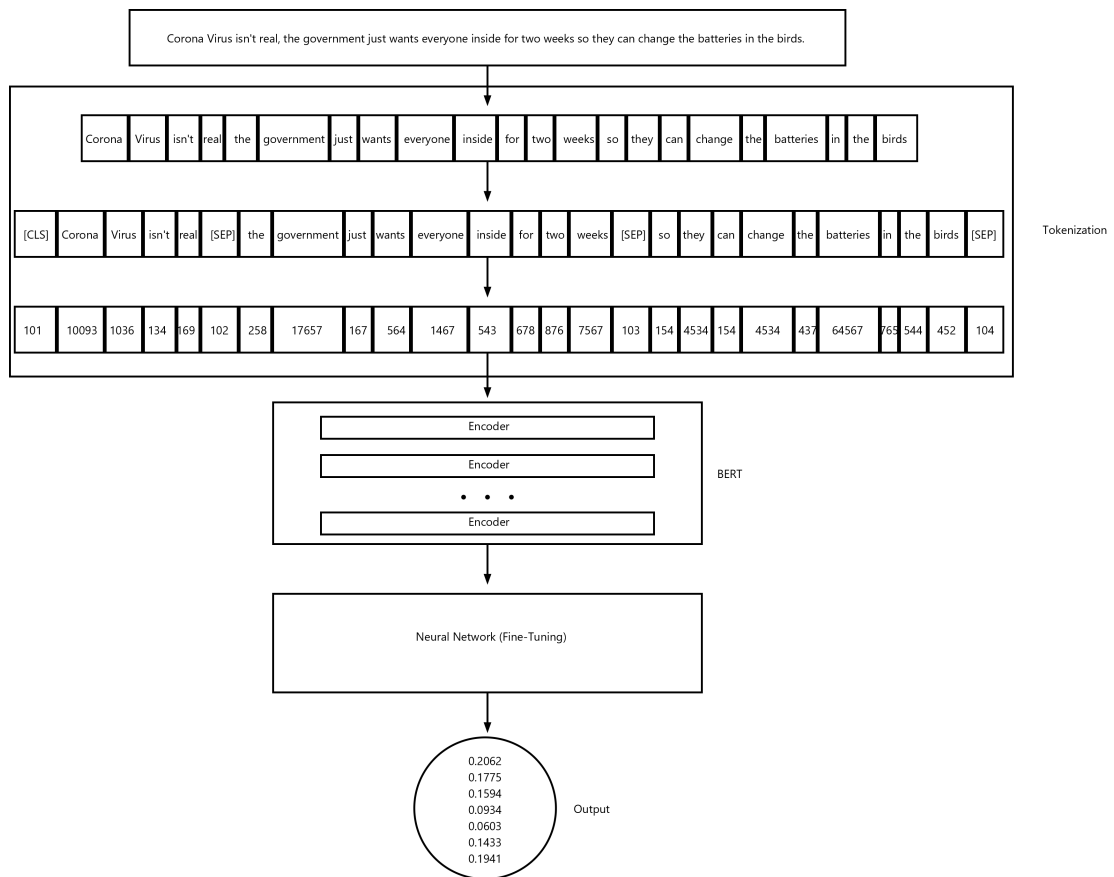 Corona Virus isn't real, the government just wants everyone inside for two weeks so they can change the batteries in the birds.
Corona Virus isn't real the government just wants everyone inside for two weeks so they can change the batteries in the birds
[CLS] Corona Virus isn't real [SEP] the government just wants everyone inside for two weeks [SEP] so they can change the batteries in the birds [SEP]
Tokenization
101 10093 1036 134 169 102 258 17657 167 564 1467 543 678 876 7567 103 154 4534 154 4534 437 64567 765 544 452 104
Encoder
Encoder
BERT
Encoder
Neural Network (Fine-Tuning)
0.2062
0.1775
0.1594
0.0934
0.0603
0.1433
0.1941
Output